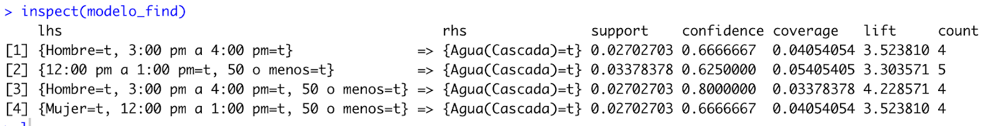 > inspect(modelo_find)
lhs rhs support confidence coverage lift count
[1] {Hombre=t, 3:00 pm a 4:00 pm=t} => {Agua(Cascada)=t} 0.02702703 0.6666667 0.04054054 3.523810 4
[2] {12:00 pm a 1:00 pm=t, 50 o menos=t} => {Agua(Cascada)=t} 0.03378378 0.6250000 0.05405405 3.303571 5
[3] {Hombre=t, 3:00 pm a 4:00 pm=t, 50 o menos=t} => {Agua(Cascada)=t} 0.02702703 0.8000000 0.03378378 4.228571 4
[4] {Mujer=t, 12:00 pm a 1:00 pm=t, 50 o menos=t} => {Agua(Cascada)=t} 0.02702703 0.6666667 0.04054054 3.523810 4